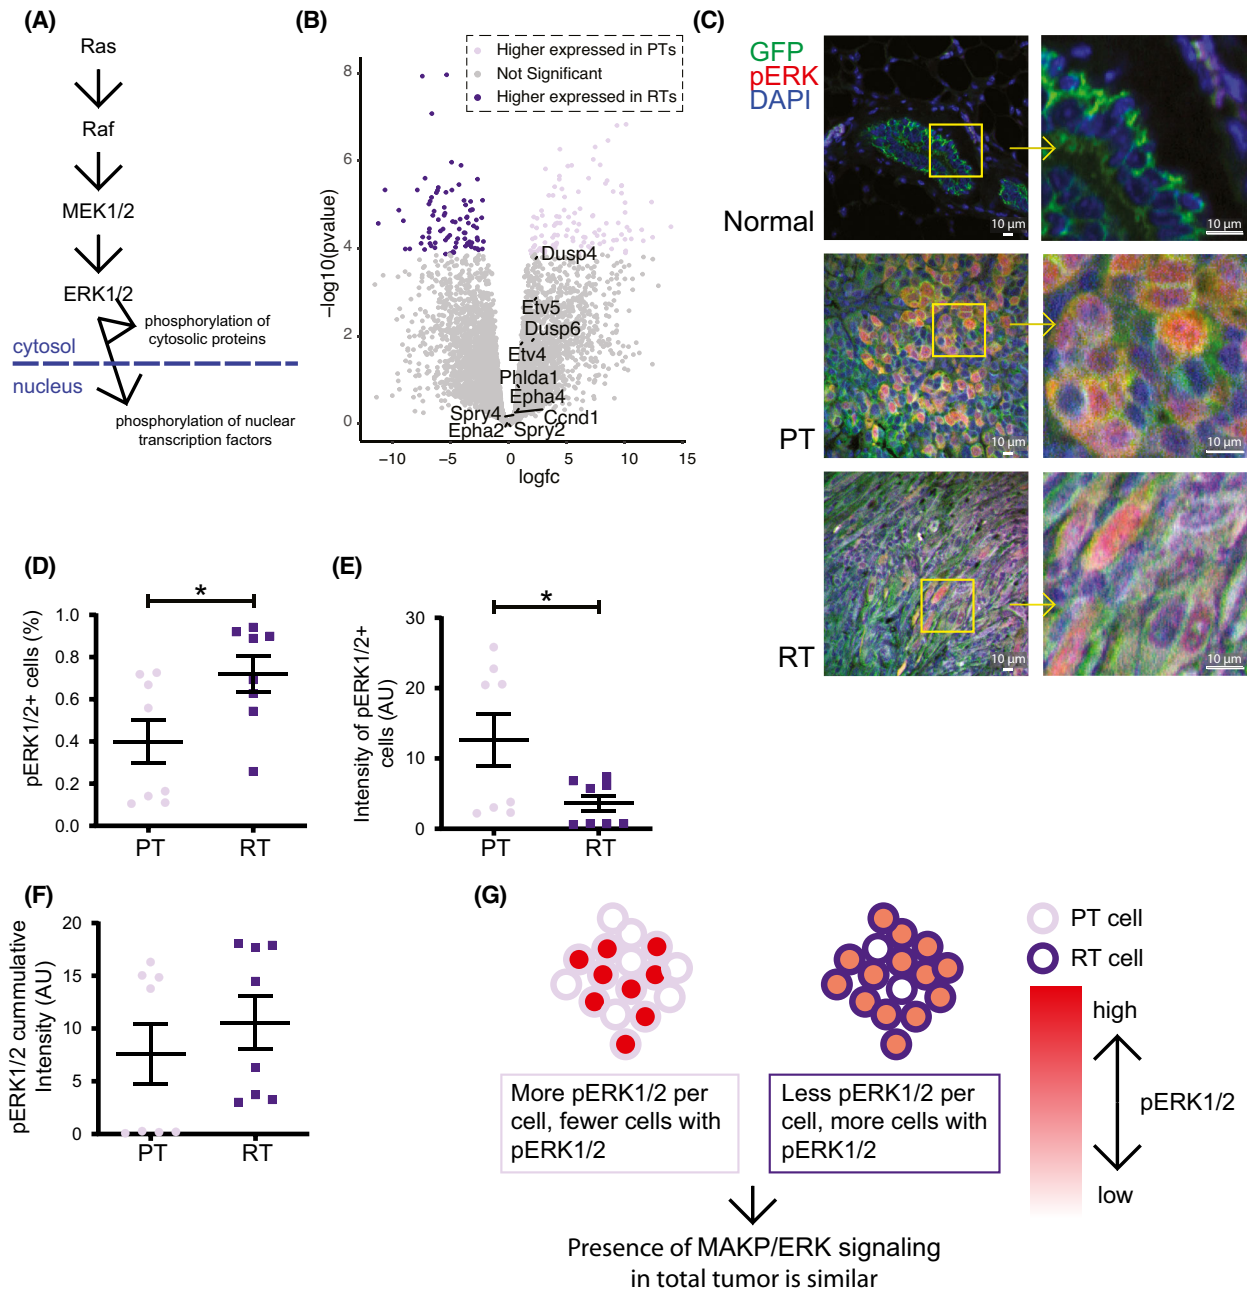 (A)
Ras
Raf
MEK1/2
ERK1/2
phosphorylation of
cytosolic proteins
cytosol
nucleus
phosphorylation of nuclear
transcription factors
(B)
Higher expressed in PTs
Not Significant
Higher expressed in RTs
8
6
4
2
0
−log10(pvalue)
Dusp4
Etv5
Dusp6
Etv4
Phlda1
Epha4
Spry4
Ccnd1
Epha2
Spry2
−10
−5
0
5
10
15
logfc
(C)
GFP
pERK
DAPI
Normal
10 µm
10 µm
PT
10 µm
10 µm
RT
10 µm
10 µm
(D)
*
1.0
0.8
0.6
0.4
0.2
0.0
pERK1/2+ cells (%)
PT
RT
(E)
*
30
20
10
0
Intensity of pERK1/2+
cells (AU)
PT
RT
(F)
20
15
10
5
0
pERK1/2 cummulative
Intensity (AU)
PT
RT
(G)
PT cell
RT cell
high
pERK1/2
low
More pERK1/2 per
cell, fewer cells with
pERK1/2
Less pERK1/2 per
cell, more cells with
pERK1/2
Presence of MAKP/ERK signaling
in total tumor is similar